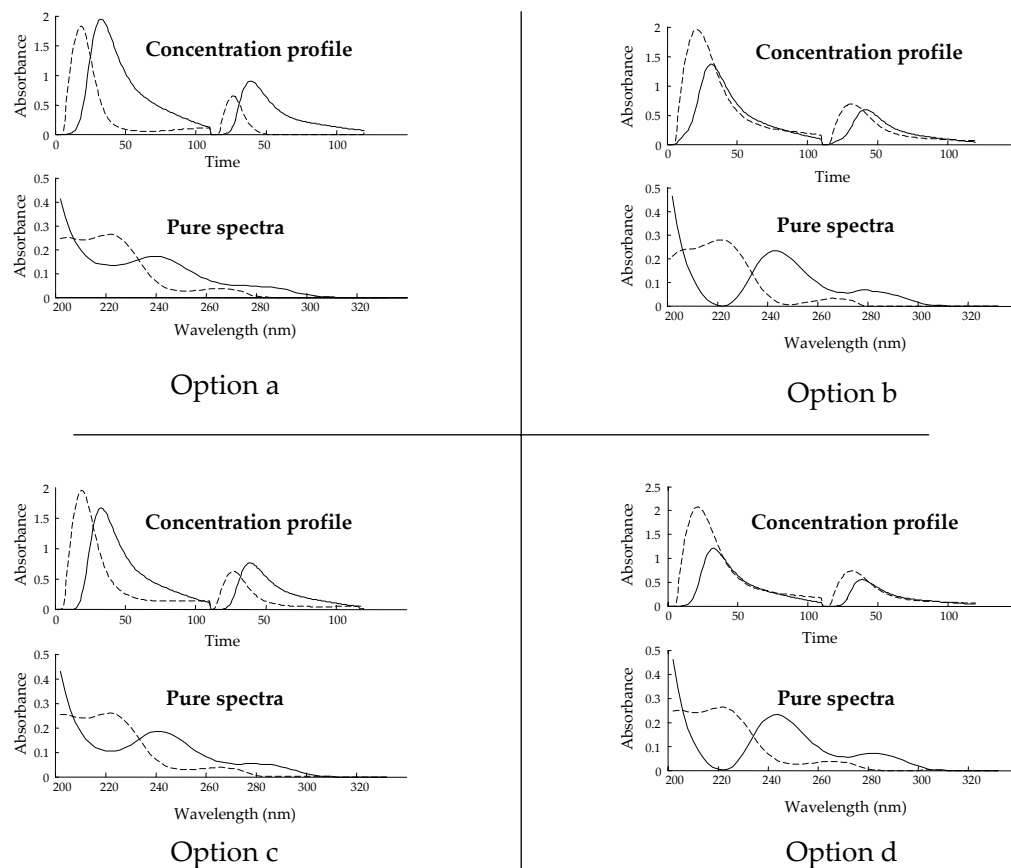 Concentration profile
Absorbance
2
1.5
1
0.5
0
0 50 100 50 100
Time
Pure spectra
Absorbance
0.5
0.4
0.3
0.2
0.1
0
200 220 240 260 280 300 320
Wavelength (nm)
Option a
Concentration profile
Absorbance
2
1.5
1
0.5
0
0 50 100 50 100
Time
Pure spectra
Absorbance
0.5
0.4
0.3
0.2
0.1
0
200 220 240 260 280 300 320
Wavelength (nm)
Option b
Concentration profile
Absorbance
2
1.5
1
0.5
0
0 50 100 50 100
Time
Pure spectra
Absorbance
0.5
0.4
0.3
0.2
0.1
0
200 220 240 260 280 300 320
Wavelength (nm)
Option c
Concentration profile
Absorbance
2.5
2
1.5
1
0.5
0
0 50 100 50 100
Time
Pure spectra
Absorbance
0.5
0.4
0.3
0.2
0.1
0
200 220 240 260 280 300 320
Wavelength (nm)
Option d